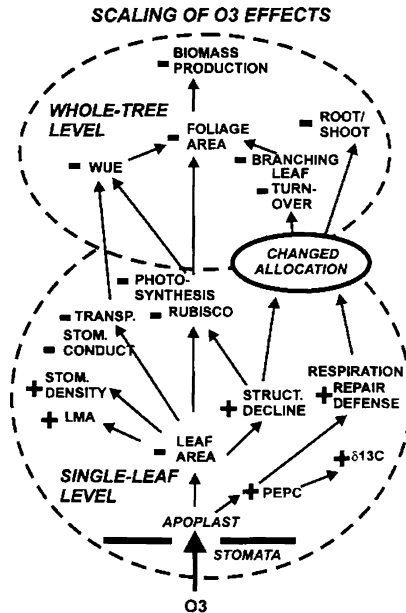 SCALING OF O3 EFFECTS
BIOMASS
PRODUCTION
WHOLE-TREE
LEVEL
FOLIAGE
AREA
ROOT/
SHOOT
WUE
BRANCHING
LEAF
TURN-
OVER
CHANGED
ALLOCATION
PHOTO-
SYNTHESIS
RUBISCO
TRANSP.
STOM.
CONDUCT
STOM.
DENSITY
LMA
STRUCT.
DECLINE
RESPIRATION
REPAIR
DEFENSE
LEAF
AREA
δ13C
SINGLE-LEAF
LEVEL
PEPC
APOPLAST
STOMATA
O3